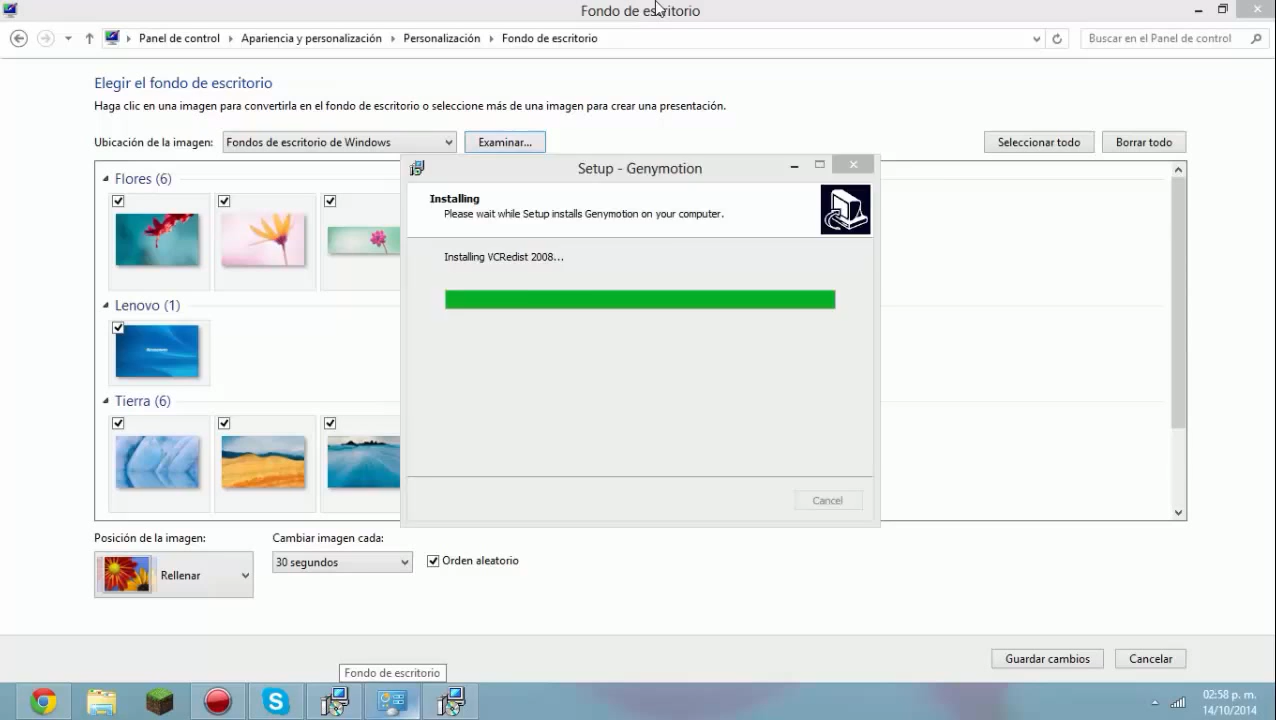 Fondo de escritorio
Panel de control Apariencia y personalización Personalización Fondo de escritorio
Buscar en el Panel de control
Elegir el fondo de escritorio
Haga clic en una imagen para convertirla en el fondo de escritorio o seleccione más de una imagen para crear una presentación.
Ubicación de la imagen: Fondos de escritorio de Windows Examinar... Seleccionar todo Borrar todo
Flores (6)
Lenovo (1)
Tierra (6)
Setup - Genymotion
Installing
Please wait while Setup installs Genymotion on your computer.
Installing VCRedist 2008...
Cancel
Posición de la imagen:
Rellenar
Cambiar imagen cada:
30 segundos
Orden aleatorio
Guardar cambios Cancelar
Fondo de escritorio
02:58 p. m.
14/10/2014